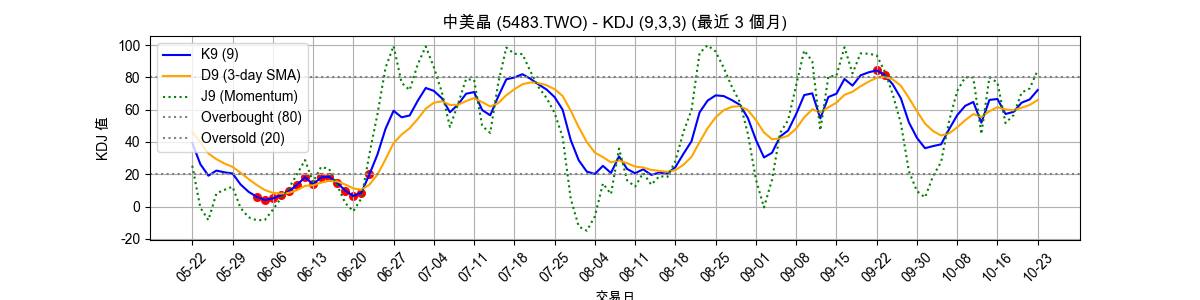 中美晶 (5483.TWO) - KDJ (9,3,3) (最近 3 個月)
KDJ 值
100
80
60
40
20
0
-20
K9 (9)
D9 (3-day SMA)
J9 (Momentum)
Overbought (80)
Oversold (20)
05-22 05-29 06-06 06-13 06-20 06-27 07-04 07-11 07-18 07-25 08-04 08-11 08-18 08-25 09-01 09-08 09-15 09-22 09-30 10-08 10-16 10-23
交易日